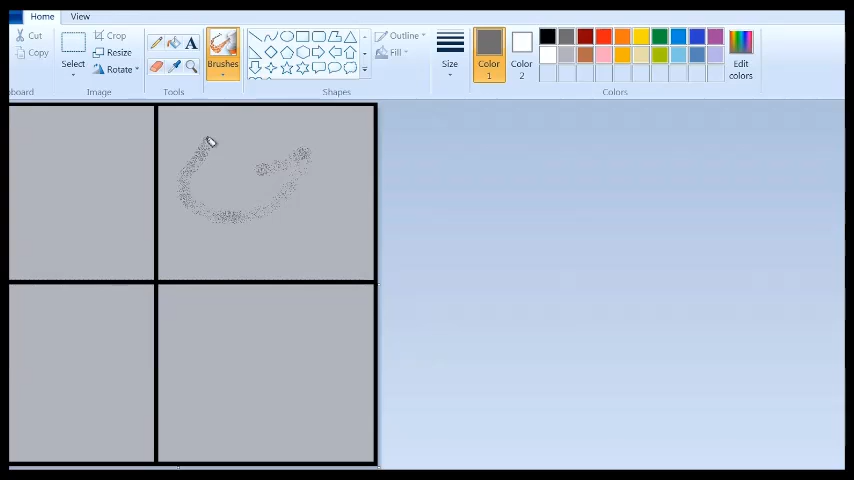 Home View
Cut
Copy
Crop
Resize
Rotate
Select
A
Brushes
Outline
Fill
Size
Color 1
Color 2
Edit colors
board
Image
Tools
Shapes
Colors